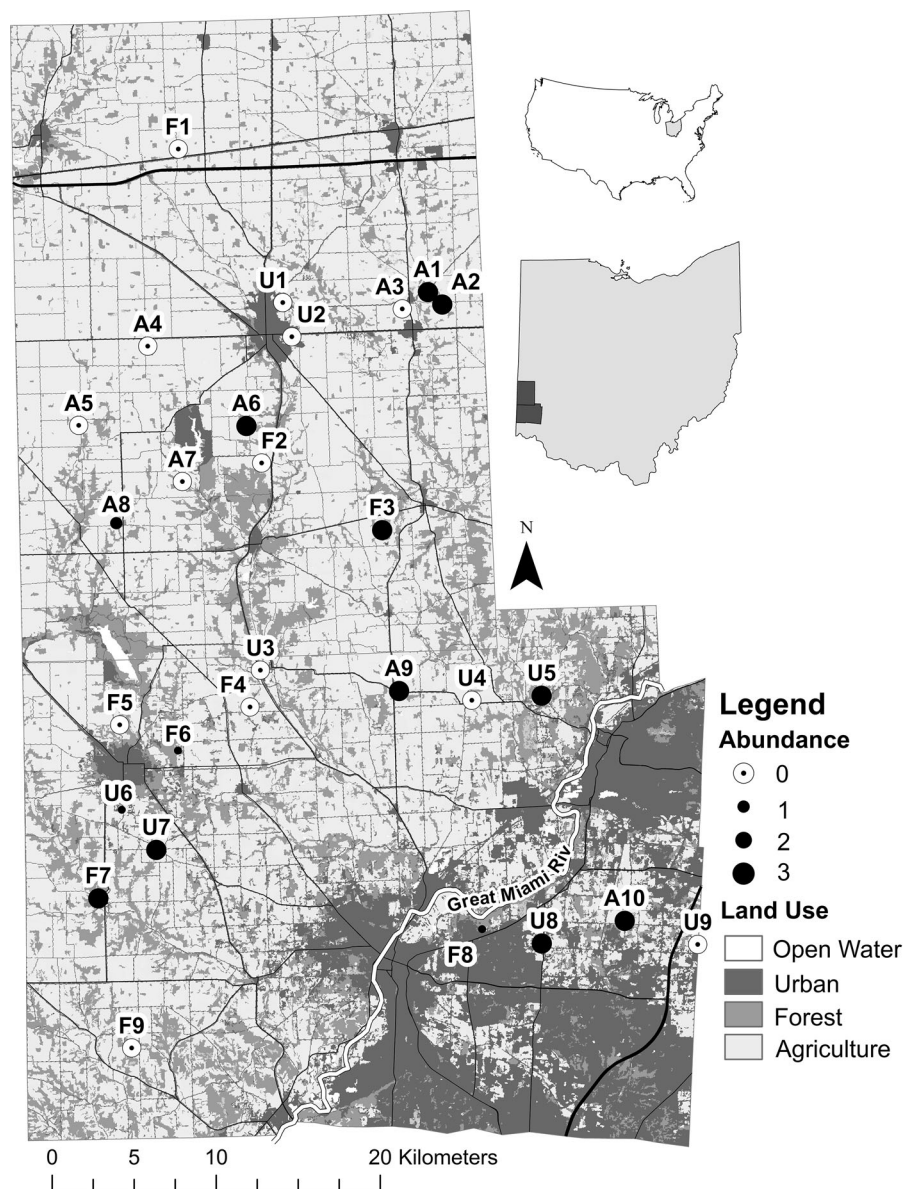 F1
U1
A1
A2
A3
U2
A4
A5
A6
F2
A7
A8
F3
N
U3
A9
U4
U5
F4
F5
F6
U6
U7
F7
Great Miami Riv
A10
U8
U9
F8
F9
Legend
Abundance
0
1
2
3
Land Use
Open Water
Urban
Forest
Agriculture
0 5 10 20 Kilometers